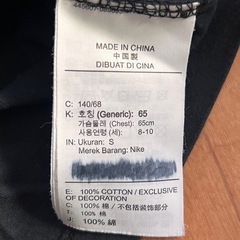 MADE IN CHINA
中国製
DIBUAT DI CINA
C: 140/68
K: 호칭 (Generic): 65
가슴둘레 (Chest): 65cm
사용연령 (세): 8-10
IN: Ukuran: S
Merek Barang: Nike
E: 100% COTTON / EXCLUSIVE
OF DECORATION
C: 100% 棉 / 不包括装饰部分
J: 100% 綿